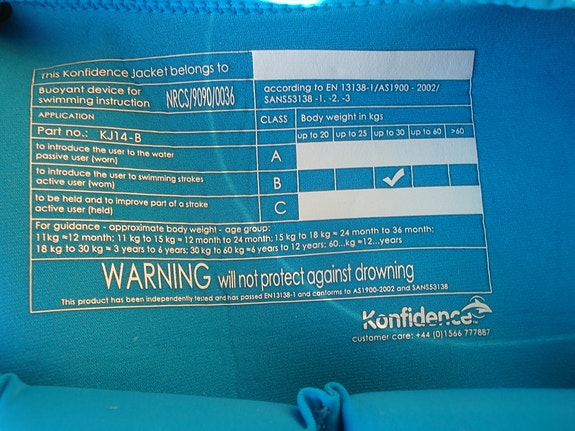 This Konfidence Jacket belongs to
Buoyant device for
swimming instruction
NRCS/9090/0036
according to EN 13138-1/AS1900 - 2002/
SANS53138 -1, -2, -3
APPLICATION
CLASS
Body weight in kgs
Part no.: KJ14-B
up to 20
up to 25
up to 30
up to 60
>60
to introduce the user to the water
passive user (worn)
A
to introduce the user to swimming strokes
active user (worn)
B
to be held and to improve part of a stroke
active user (held)
C
For guidance - approximate body weight - age group:
11kg ≈12 month; 11 kg to 15 kg ≈ 12 month to 24 month; 15 kg to 18 kg ≈ 24 month to 36 month;
18 kg to 30 kg ≈ 3 years to 6 years; 30 kg to 60 kg ≈6 years to 12 years; 60...kg ≈12...years
WARNING will not protect against drowning
This product has been independently tested and has passed EN13138-1 and conforms to AS1900-2002 and SANS53138
Konfidence
customer care: +44 (0)1566 777887